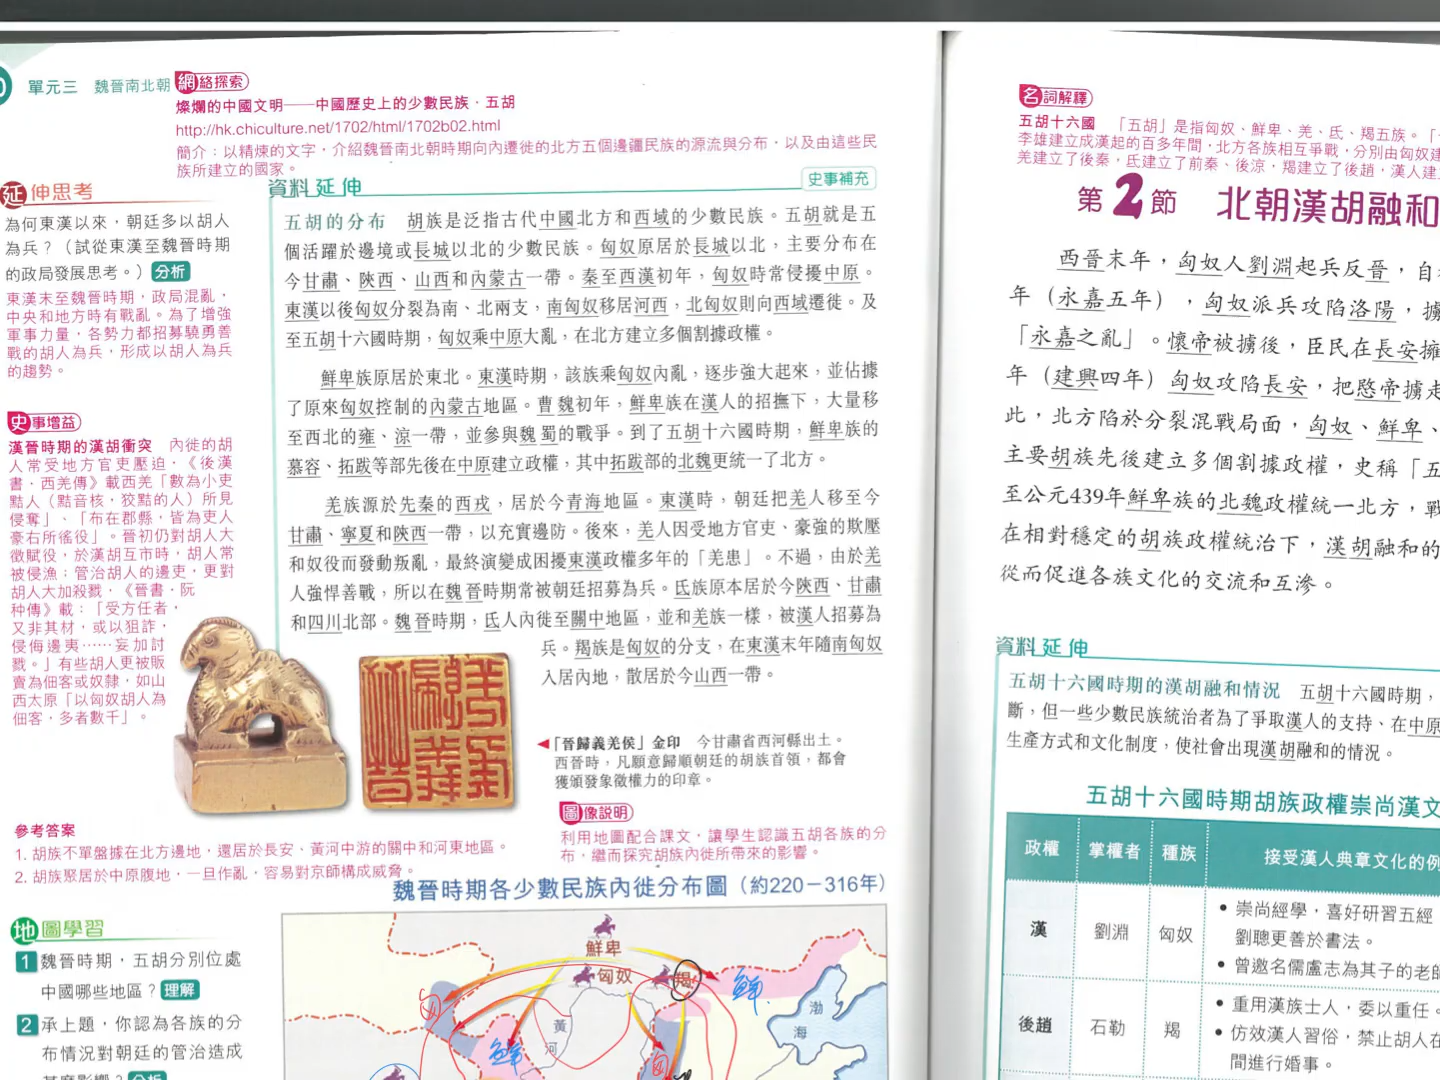 單元三 魏晉南北朝
網絡探索
燦爛的中國文明——中國歷史上的少數民族．五胡
http://hk.chiculture.net/1702/html/1702b02.html
簡介：以精煉的文字，介紹魏晉南北朝時期向內遷徙的北方五個邊疆民族的源流與分布，以及由這些民
族所建立的國家。
延伸思考
為何東漢以來，朝廷多以胡人
為兵？（試從東漢至魏晉時期
的政局發展思考。）分析
東漢末至魏晉時期，政局混亂，
中央和地方時有戰亂。為了增強
軍事力量，各勢力都招募驍勇善
戰的胡人為兵，形成以胡人為兵
的趨勢。
史事增益
漢晉時期的漢胡衝突 內徙的胡
人常受地方官吏壓迫，《後漢
書．西羌傳》載西羌「數為小吏
黠人（黠音核，狡黠的人）所見
侵奪」、「布在郡縣，皆為吏人
豪右所徭役」。晉初仍對胡人大
徵賦役，於漢胡互市時，胡人常
被侵漁；管治胡人的邊吏，更對
胡人大加殺戮，《晉書．阮
种傳》載：「受方任者，
又非其材，或以狙詐，
侵侮邊夷……妄加討
戮。」有些胡人更被販
賣為佃客或奴隸，如山
西太原「以匈奴胡人為
佃客，多者數千」。
資料延伸
史事補充
五胡的分布 胡族是泛指古代中國北方和西域的少數民族。五胡就是五
個活躍於邊境或長城以北的少數民族。匈奴原居於長城以北，主要分布在
今甘肅、陝西、山西和內蒙古一帶。秦至西漢初年，匈奴時常侵擾中原。
東漢以後匈奴分裂為南、北兩支，南匈奴移居河西，北匈奴則向西域遷徙。及
至五胡十六國時期，匈奴乘中原大亂，在北方建立多個割據政權。
鮮卑族原居於東北。東漢時期，該族乘匈奴內亂，逐步強大起來，並佔據
了原來匈奴控制的內蒙古地區。曹魏初年，鮮卑族在漢人的招撫下，大量移
至西北的雍、涼一帶，並參與魏蜀的戰爭。到了五胡十六國時期，鮮卑族的
慕容、拓跋等部先後在中原建立政權，其中拓跋部的北魏更統一了北方。
羌族源於先秦的西戎，居於今青海地區。東漢時，朝廷把羌人移至今
甘肅、寧夏和陝西一帶，以充實邊防。後來，羌人因受地方官吏、豪強的欺壓
和奴役而發動叛亂，最終演變成困擾東漢政權多年的「羌患」。不過，由於羌
人強悍善戰，所以在魏晉時期常被朝廷招募為兵。氐族原本居於今陝西、甘肅
和四川北部。魏晉時期，氐人內徙至關中地區，並和羌族一樣，被漢人招募為
兵。羯族是匈奴的分支，在東漢末年隨南匈奴
入居內地，散居於今山西一帶。
「晉歸義羌侯」金印 今甘肅省西河縣出土。
西晉時，凡願意歸順朝廷的胡族首領，都會
獲頒發象徵權力的印章。
圖像說明
利用地圖配合課文，讓學生認識五胡各族的分
布，繼而探究胡族內徙所帶來的影響。
參考答案
1. 胡族不單盤據在北方邊地，還居於長安、黃河中游的關中和河東地區。
2. 胡族聚居於中原腹地，一旦作亂，容易對京師構成威脅。
魏晉時期各少數民族內徙分布圖（約220－316年）
地圖學習
1 魏晉時期，五胡分別位處
中國哪些地區？理解
2 承上題，你認為各族的分
布情況對朝廷的管治造成
鮮卑
匈奴
羯
鮮
鮮
黃
河
渤
海
名詞解釋
五胡十六國 「五胡」是指匈奴、鮮卑、羌、氐、羯五族。「
李雄建立成漢起的百多年間，北方各族相互爭戰，分別由匈奴建
羌建立了後秦，氐建立了前秦、後涼，羯建立了後趙，漢人建
第2節 北朝漢胡融和
西晉末年，匈奴人劉淵起兵反晉，自
年（永嘉五年），匈奴派兵攻陷洛陽，擄
「永嘉之亂」。懷帝被擄後，臣民在長安擁
年（建興四年）匈奴攻陷長安，把愍帝擄走
此，北方陷於分裂混戰局面，匈奴、鮮卑、
主要胡族先後建立多個割據政權，史稱「五
至公元439年鮮卑族的北魏政權統一北方，戰
在相對穩定的胡族政權統治下，漢胡融和的
從而促進各族文化的交流和互滲。
資料延伸
五胡十六國時期的漢胡融和情況 五胡十六國時期，
斷，但一些少數民族統治者為了爭取漢人的支持、在中原
生產方式和文化制度，使社會出現漢胡融和的情況。
五胡十六國時期胡族政權崇尚漢文
政權 掌權者 種族 接受漢人典章文化的例
漢 劉淵 匈奴
• 崇尚經學，喜好研習五經
劉聰更善於書法。
• 曾邀名儒盧志為其子的老師
後趙 石勒 羯
• 重用漢族士人，委以重任。
• 仿效漢人習俗，禁止胡人在
間進行婚事。